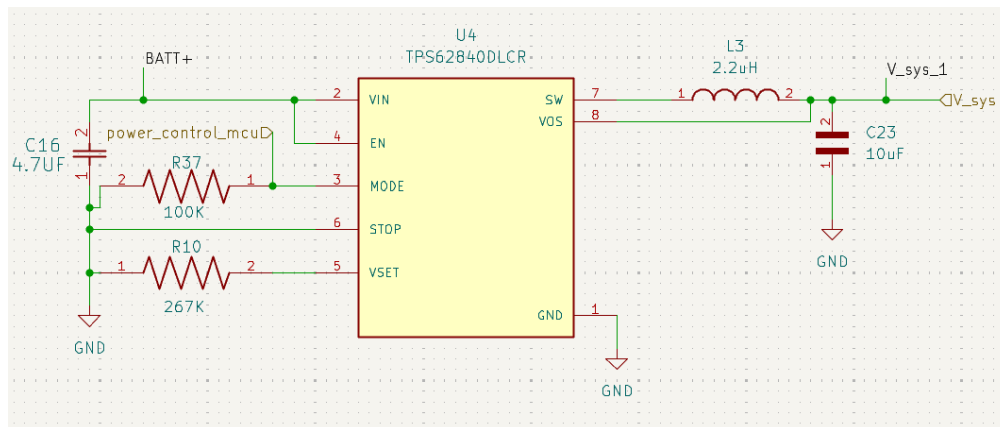 U4
TPS62840DLCR
BATT+
L3
2.2uH
V_sys_1
2 VIN
SW 7
1 2
V_sys
VOS 8
power_control_mcu
4 EN
C16
4.7UF
2
1
C23
10uF
2
1
R37
2 1
100K
3 MODE
6 STOP
R10
1 2
267K
5 VSET
GND 1
GND
GND
GND